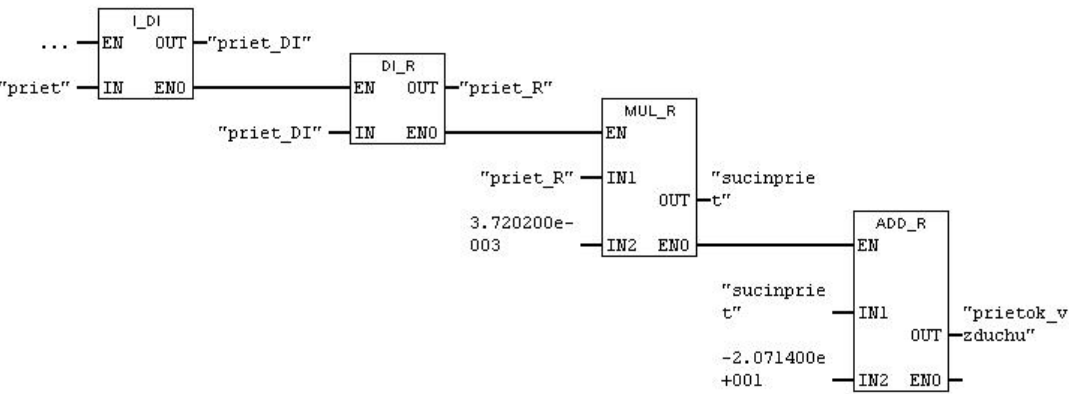 I_DI
... EN OUT "priet_DI"
"priet" IN ENO
DI_R
EN OUT "priet_R"
"priet_DI" IN ENO
MUL_R
EN
"priet_R" IN1
"sucinprie
OUT t"
3.720200e-
003 IN2 ENO
ADD_R
EN
"sucinprie
t" IN1
"prietok_v
OUT zduchu"
-2.071400e
+001 IN2 ENO